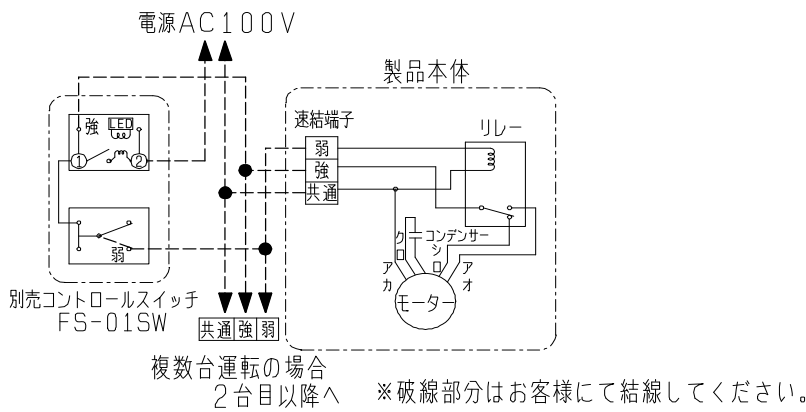 電源AC100V
製品本体
速結端子
リレー
強 LED
弱
強
① ②
共通
コンデンサー
クロ
シロ
弱
アカ
アオ
モーター
別売コントロールスイッチ
FS-01SW
共通 強 弱
複数台運転の場合
2台目以降へ
※破線部分はお客様にて結線してください。